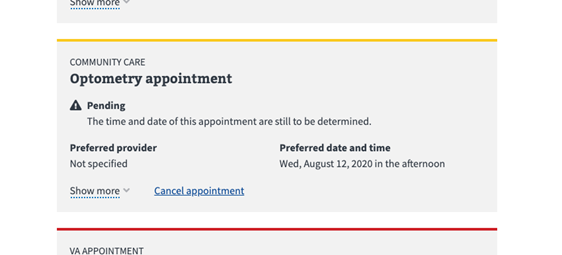 Show more
COMMUNITY CARE
Optometry appointment
Pending
The time and date of this appointment are still to be determined.
Preferred provider
Not specified
Preferred date and time
Wed, August 12, 2020 in the afternoon
Show more
Cancel appointment
VA APPOINTMENT